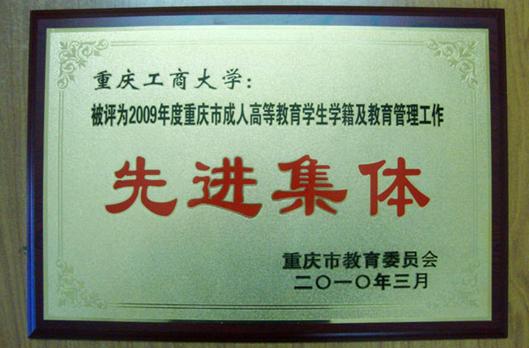 重庆工商大学：
被评为2009年度重庆市成人高等教育学生学籍及教育管理工作
先进集体
重庆市教育委员会
二〇一〇年三月